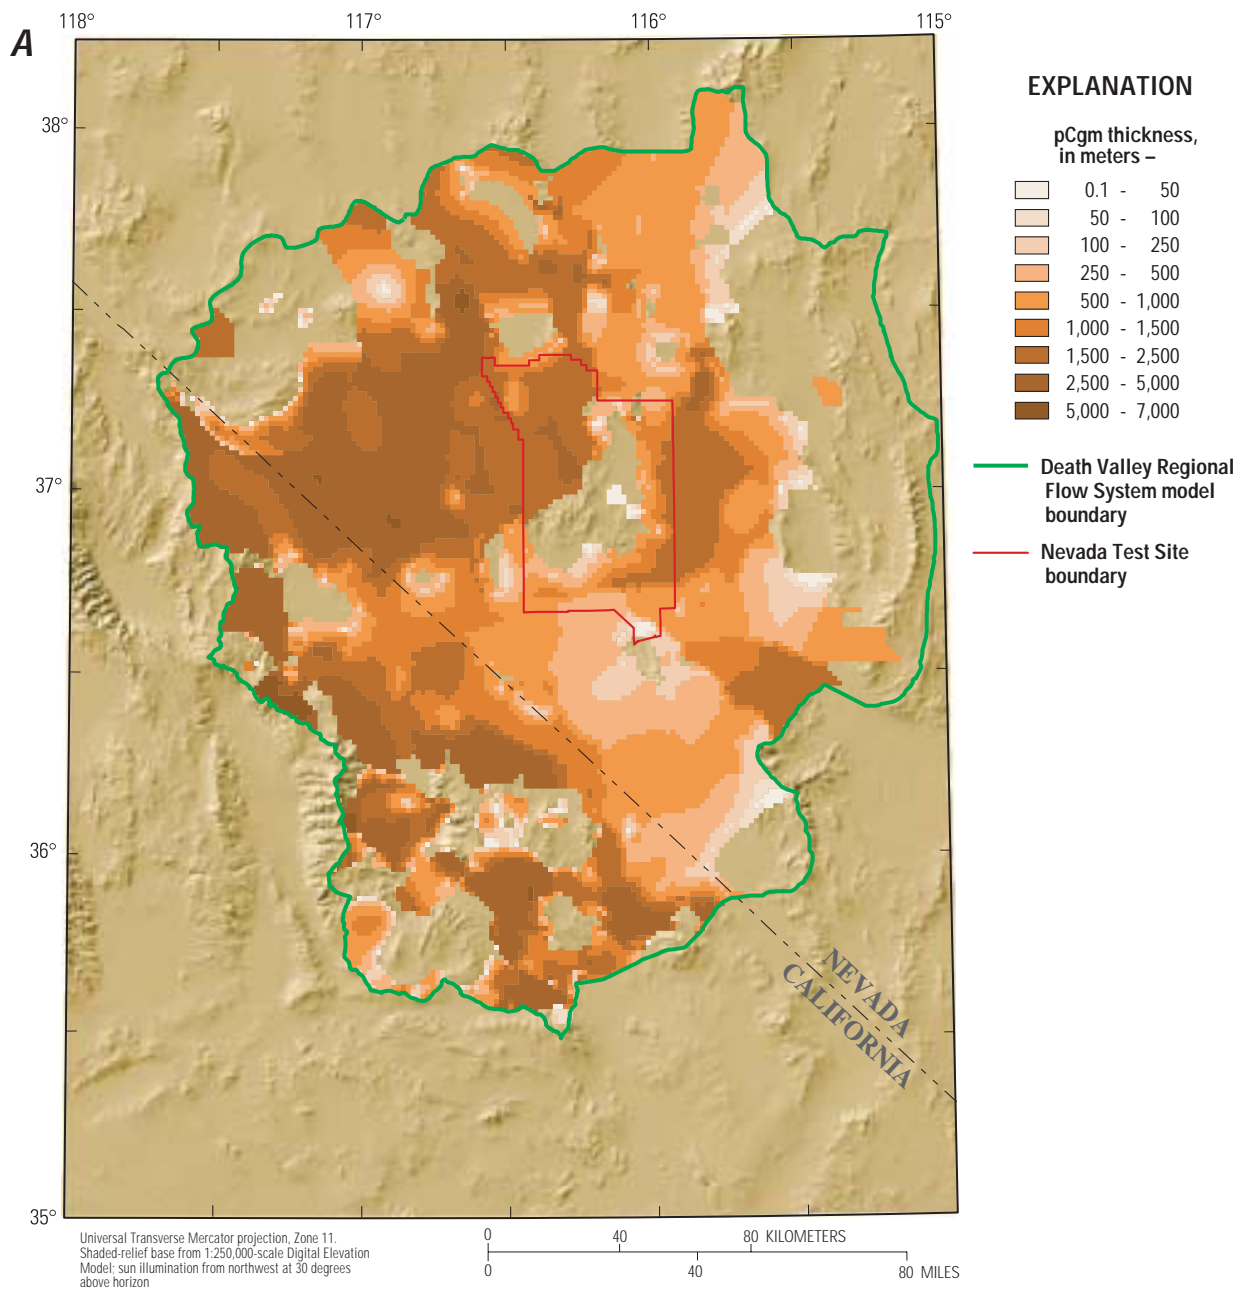 A
118°
117°
116°
115°
38°
37°
36°
35°
EXPLANATION
pCgm thickness,
in meters –
0.1 - 50
50 - 100
100 - 250
250 - 500
500 - 1,000
1,000 - 1,500
1,500 - 2,500
2,500 - 5,000
5,000 - 7,000
Death Valley Regional
Flow System model
boundary
Nevada Test Site
boundary
NEVADA
CALIFORNIA
Universal Transverse Mercator projection, Zone 11.
Shaded-relief base from 1:250,000-scale Digital Elevation
Model; sun illumination from northwest at 30 degrees
above horizon
0 40 80 KILOMETERS
0 40 80 MILES